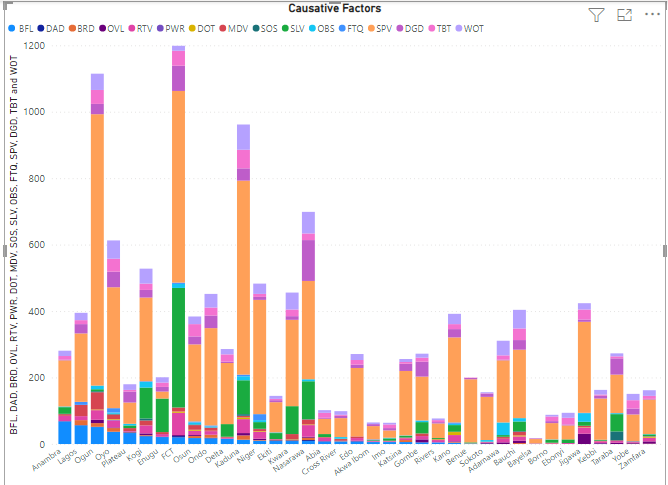 Causative Factors
BFL DAD BRD OVL RTV PWR DOT MDV SOS SLV OBS FTQ SPV DGD TBT WOT
BFL, DAD, BRD, OVL, RTV, PWR, DDT, MDV, SOS, SLV, OBS, FTQ, SPV, DGD, TBT and WOT
1200
1000
800
600
400
200
0
Anambra Lagos Ogun Oyo Plateau Kogi Enugu FCT Osun Ondo Delta Kaduna Niger Ekiti Kwara Nasarawa Abia Cross River Edo Akwa Ibom Imo Katsina Gombe Rivers Kano Benue Sokoto Adamawa Bauchi Bayelsa Borno Ebonyi Jigawa Kebbi Taraba Yobe Zamfara